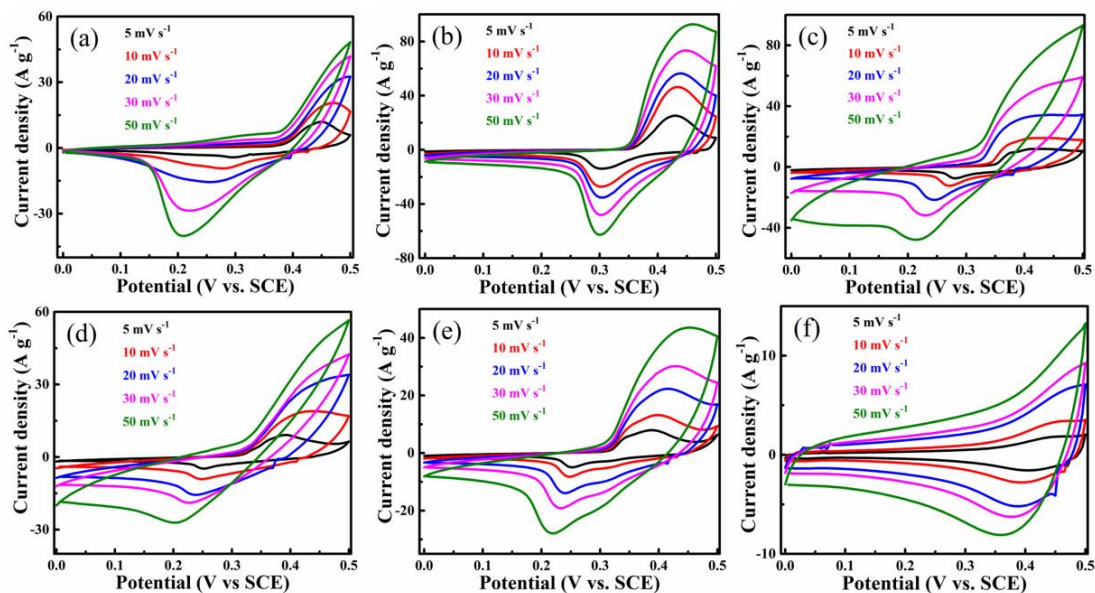 (a)
5 mV s⁻¹
10 mV s⁻¹
20 mV s⁻¹
30 mV s⁻¹
50 mV s⁻¹
60
30
0
-30
0.0 0.1 0.2 0.3 0.4 0.5
Current density (A g⁻¹)
Potential (V vs. SCE)
(b)
5 mV s⁻¹
10 mV s⁻¹
20 mV s⁻¹
30 mV s⁻¹
50 mV s⁻¹
80
40
0
-40
-80
0.0 0.1 0.2 0.3 0.4 0.5
Current density (A g⁻¹)
Potential (V vs. SCE)
(c)
5 mV s⁻¹
10 mV s⁻¹
20 mV s⁻¹
30 mV s⁻¹
50 mV s⁻¹
80
40
0
-40
0.0 0.1 0.2 0.3 0.4 0.5
Current density (A g⁻¹)
Potential (V vs. SCE)
(d)
5 mV s⁻¹
10 mV s⁻¹
20 mV s⁻¹
30 mV s⁻¹
50 mV s⁻¹
60
30
0
-30
0.0 0.1 0.2 0.3 0.4 0.5
Current density (A g⁻¹)
Potential (V vs SCE)
(e)
5 mV s⁻¹
10 mV s⁻¹
20 mV s⁻¹
30 mV s⁻¹
50 mV s⁻¹
40
20
0
-20
0.0 0.1 0.2 0.3 0.4 0.5
Current density (A g⁻¹)
Potential (V vs SCE)
(f)
5 mV s⁻¹
10 mV s⁻¹
20 mV s⁻¹
30 mV s⁻¹
50 mV s⁻¹
10
0
-10
0.0 0.1 0.2 0.3 0.4 0.5
Current density (A g⁻¹)
Potential (V vs SCE)